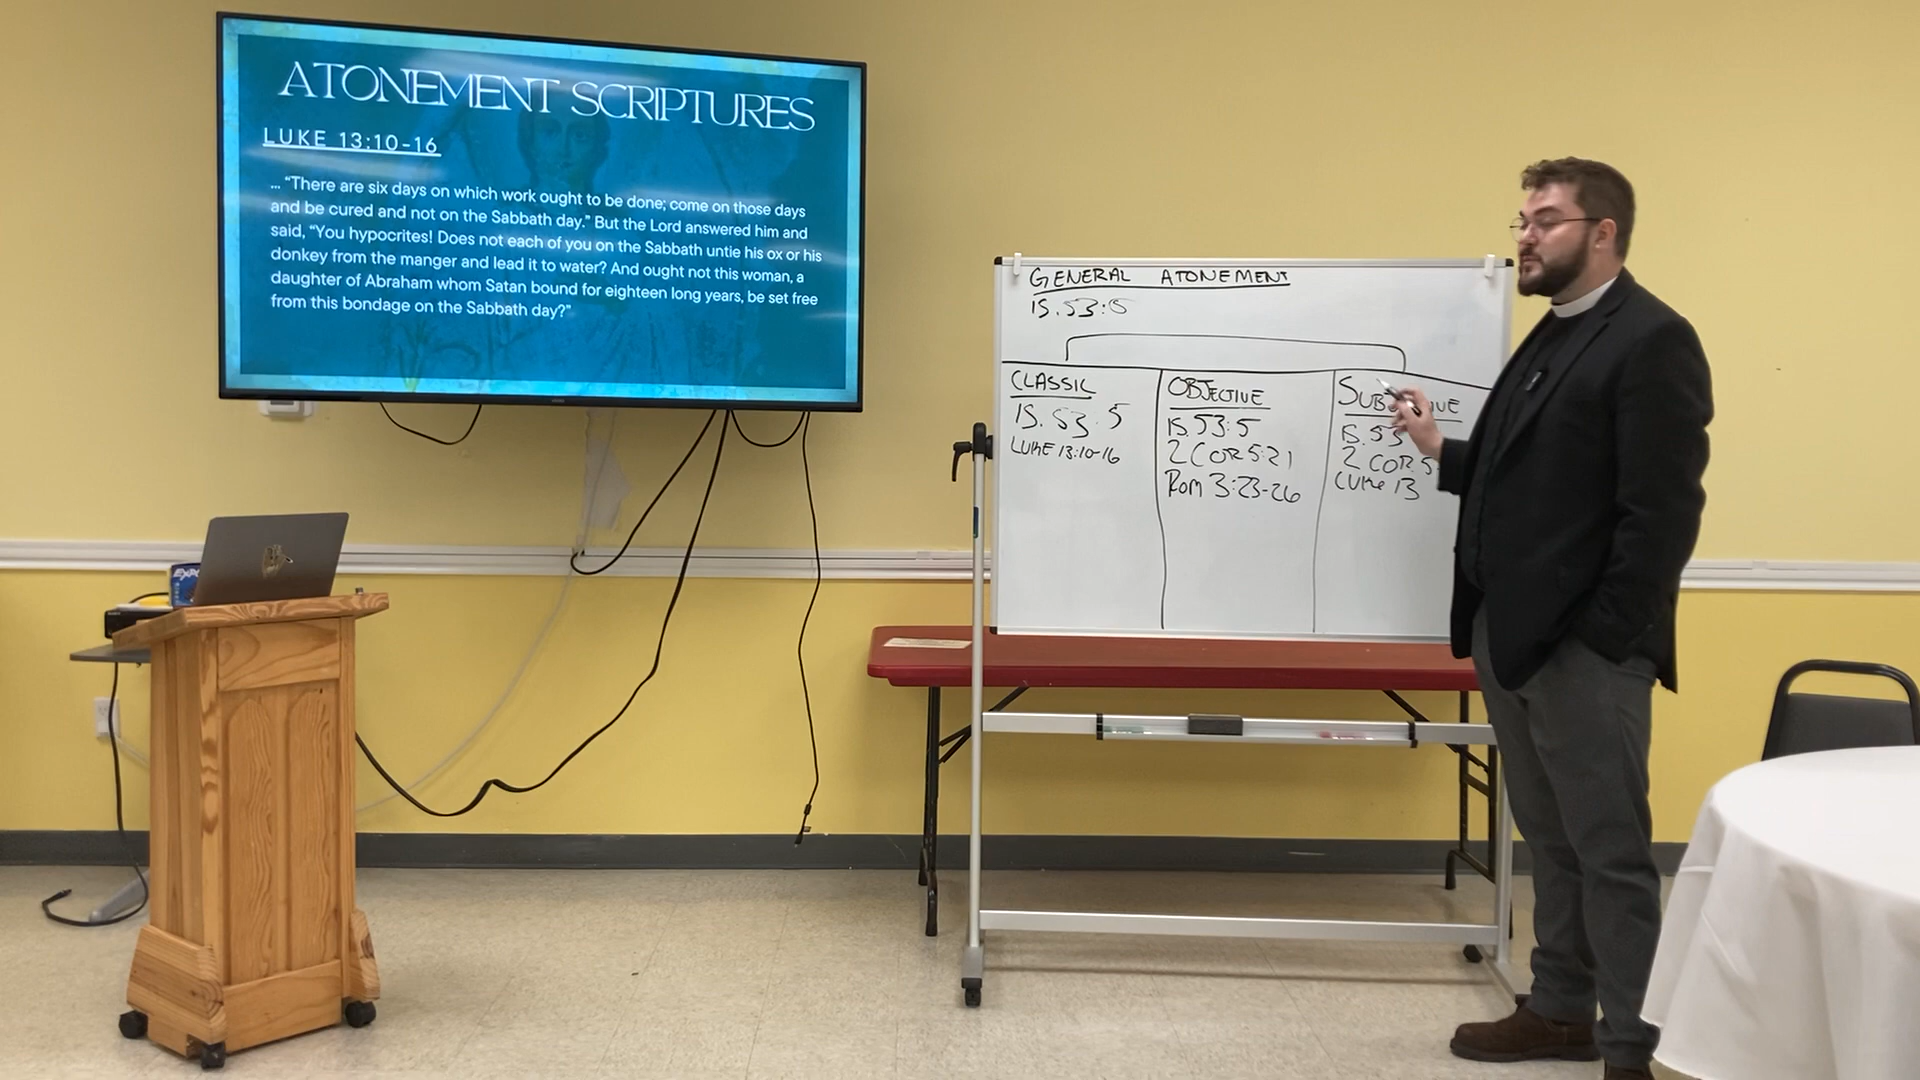 ATONEMENT SCRIPTURES
LUKE 13:10-16
... “There are six days on which work ought to be done; come on those days
and be cured and not on the Sabbath day.” But the Lord answered him and
said, “You hypocrites! Does not each of you on the Sabbath untie his ox or his
donkey from the manger and lead it to water? And ought not this woman, a
daughter of Abraham whom Satan bound for eighteen long years, be set free
from this bondage on the Sabbath day?”
GENERAL ATONEMENT
IS. 53:5
CLASSIC
IS. 53:5
LUKE 13:10-16
OBJECTIVE
IS. 53:5
2 COR 5:21
ROM 3:23-26
IS. 53
2 COR. 5
LUKE 13
EXPO